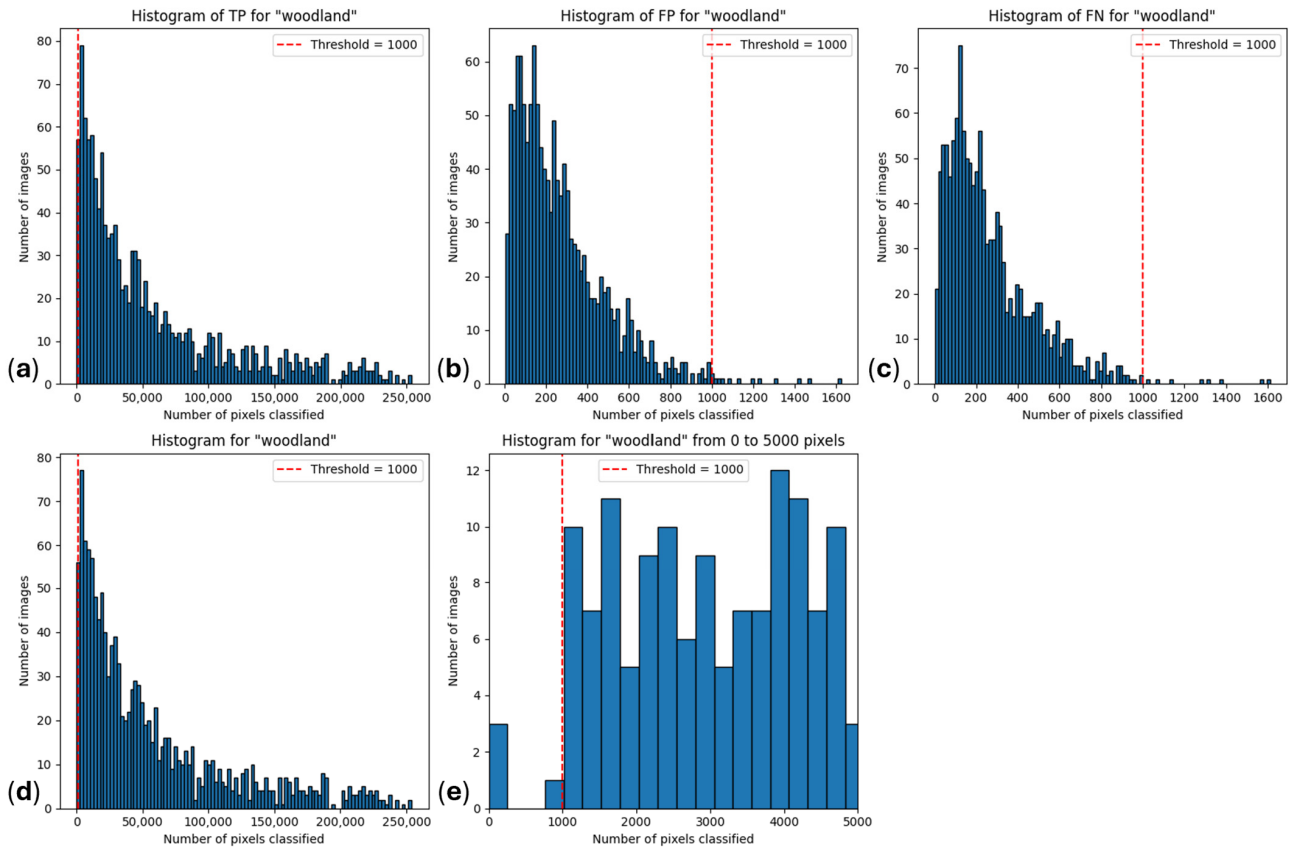 Histogram of TP for "woodland"
Threshold = 1000
80
70
60
50
40
30
20
10
0
Number of images
0 50,000 100,000 150,000 200,000 250,000
Number of pixels classified
(a)
Histogram of FP for "woodland"
Threshold = 1000
60
50
40
30
20
10
0
Number of images
0 200 400 600 800 1000 1200 1400 1600
Number of pixels classified
(b)
Histogram of FN for "woodland"
Threshold = 1000
70
60
50
40
30
20
10
0
Number of images
0 200 400 600 800 1000 1200 1400 1600
Number of pixels classified
(c)
Histogram for "woodland"
Threshold = 1000
80
70
60
50
40
30
20
10
0
Number of images
0 50,000 100,000 150,000 200,000 250,000
Number of pixels classified
(d)
Histogram for "woodland" from 0 to 5000 pixels
Threshold = 1000
12
10
8
6
4
2
0
Number of images
0 1000 2000 3000 4000 5000
Number of pixels classified
(e)